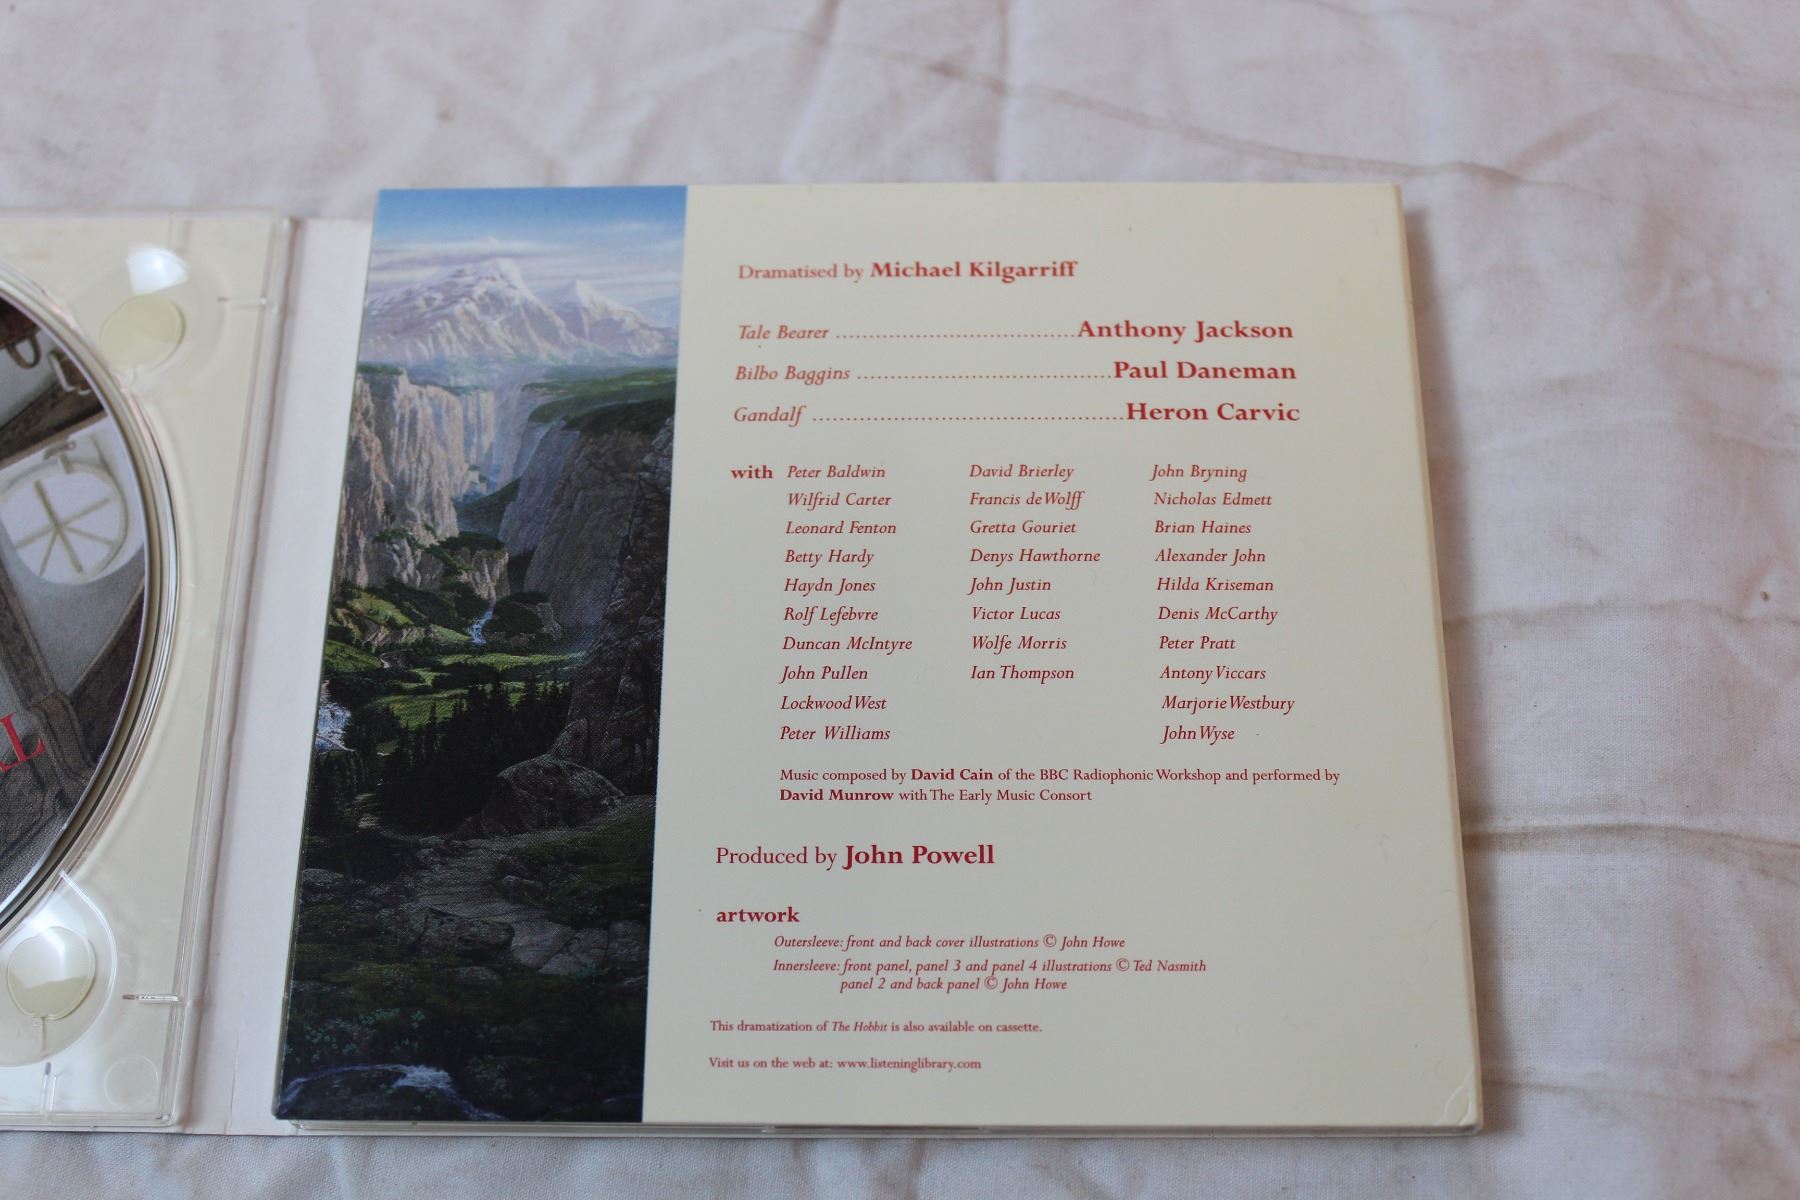 Dramatised by Michael Kilgarriff
Tale Bearer ....................................Anthony Jackson
Bilbo Baggins ......................................Paul Daneman
Gandalf ...............................................Heron Carvic
with Peter Baldwin David Brierley John Bryning
Wilfrid Carter Francis de Wolff Nicholas Edmett
Leonard Fenton Gretta Gouriet Brian Haines
Betty Hardy Denys Hawthorne Alexander John
Haydn Jones John Justin Hilda Kriseman
Rolf Lefebvre Victor Lucas Denis McCarthy
Duncan McIntyre Wolfe Morris Peter Pratt
John Pullen Ian Thompson Antony Viccars
Lockwood West Marjorie Westbury
Peter Williams John Wyse
Music composed by David Cain of the BBC Radiophonic Workshop and performed by
David Munrow with The Early Music Consort
Produced by John Powell
artwork
Outersleeve: front and back cover illustrations © John Howe
Innersleeve: front panel, panel 3 and panel 4 illustrations © Ted Nasmith
panel 2 and back panel © John Howe
This dramatization of The Hobbit is also available on cassette.
Visit us on the web at: www.listeninglibrary.com